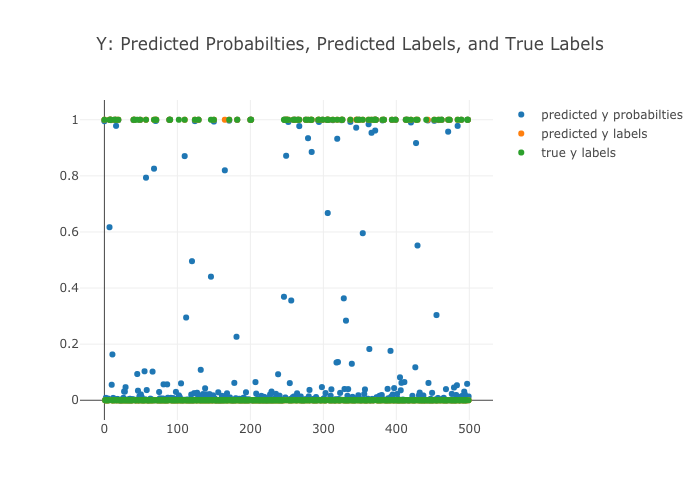 Y: Predicted Probabilties, Predicted Labels, and True Labels
predicted y probabilties
predicted y labels
true y labels
1
0.8
0.6
0.4
0.2
0
0 100 200 300 400 500